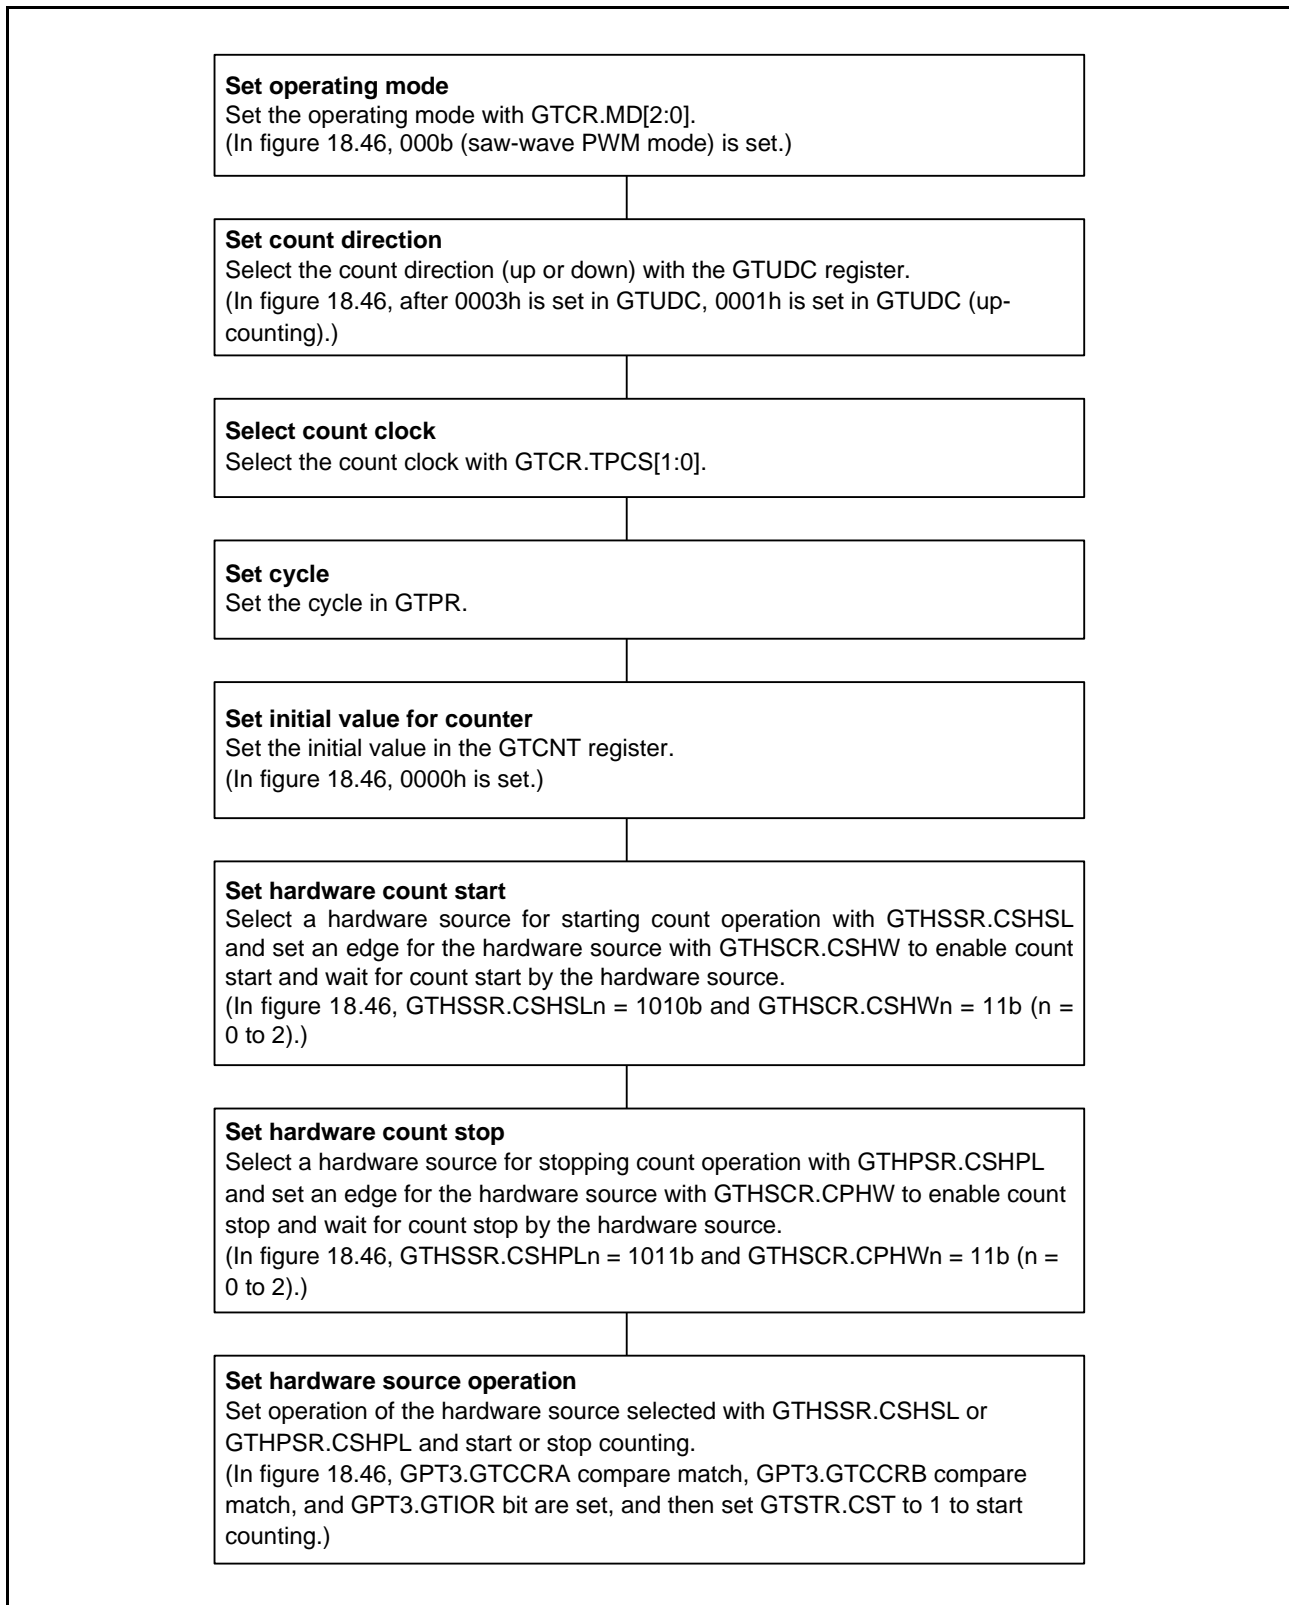 Set operating mode
Set the operating mode with GTCR.MD[2:0].
(In figure 18.46, 000b (saw-wave PWM mode) is set.)
Set count direction
Select the count direction (up or down) with the GTUDC register.
(In figure 18.46, after 0003h is set in GTUDC, 0001h is set in GTUDC (up-
counting).)
Select count clock
Select the count clock with GTCR.TPCS[1:0].
Set cycle
Set the cycle in GTPR.
Set initial value for counter
Set the initial value in the GTCNT register.
(In figure 18.46, 0000h is set.)
Set hardware count start
Select a hardware source for starting count operation with GTHSSR.CSHSL
and set an edge for the hardware source with GTHSCR.CSHW to enable count
start and wait for count start by the hardware source.
(In figure 18.46, GTHSSR.CSHSLn = 1010b and GTHSCR.CSHWn = 11b (n =
0 to 2).)
Set hardware count stop
Select a hardware source for stopping count operation with GTHPSR.CSHPL
and set an edge for the hardware source with GTHSCR.CPHW to enable count
stop and wait for count stop by the hardware source.
(In figure 18.46, GTHSSR.CSHPLn = 1011b and GTHSCR.CPHWn = 11b (n =
0 to 2).)
Set hardware source operation
Set operation of the hardware source selected with GTHSSR.CSHSL or
GTHPSR.CSHPL and start or stop counting.
(In figure 18.46, GPT3.GTCCRA compare match, GPT3.GTCCRB compare
match, and GPT3.GTIOR bit are set, and then set GTSTR.CST to 1 to start
counting.)